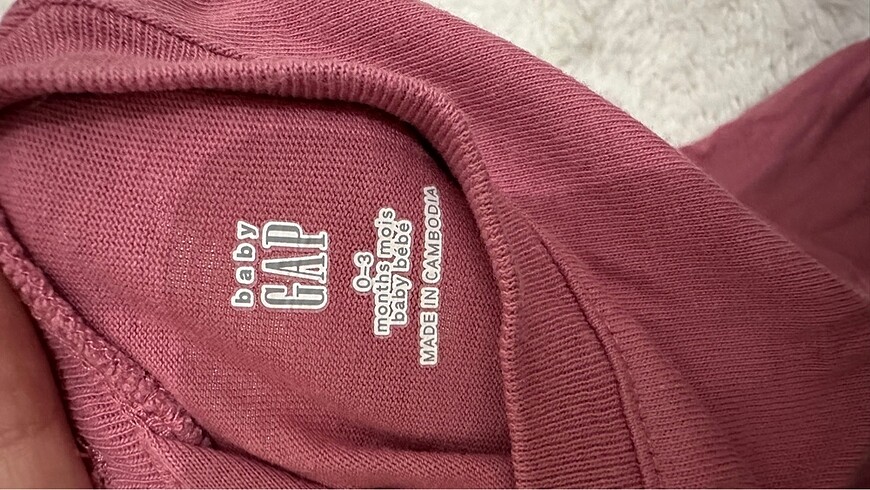 baby
GAP
0-3
months mois
baby bébé
MADE IN CAMBODIA